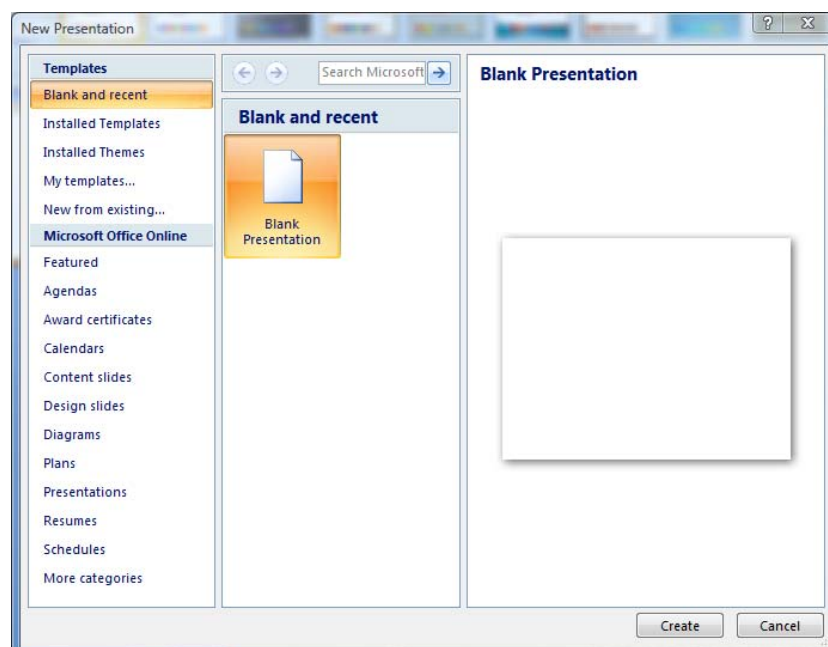 New Presentation
?
Templates
Blank and recent
Installed Templates
Installed Themes
My templates...
New from existing...
Microsoft Office Online
Featured
Agendas
Award certificates
Calendars
Content slides
Design slides
Diagrams
Plans
Presentations
Resumes
Schedules
More categories
Search Microsoft
Blank and recent
Blank
Presentation
Blank Presentation
Create
Cancel